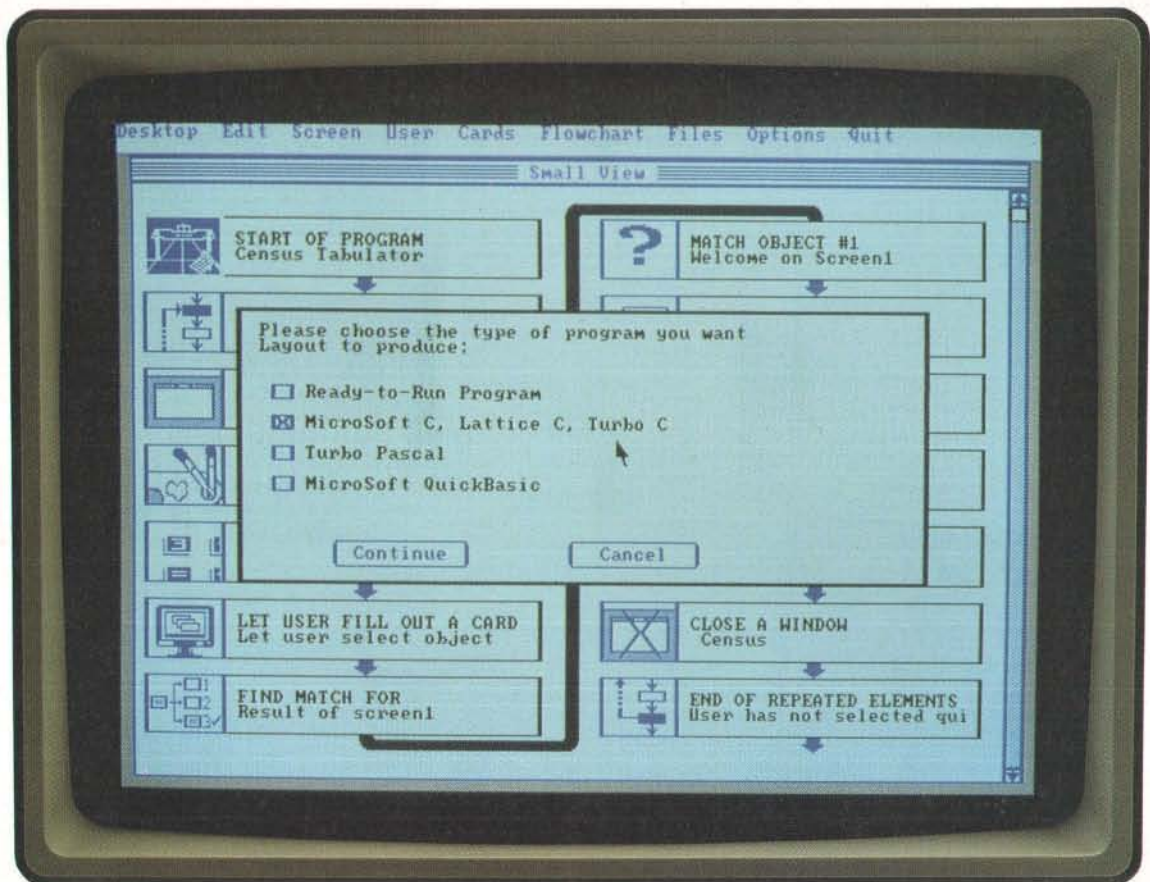 Desktop Edit Screen User Cards Flowchart Files Options Quit
Small View
START OF PROGRAM
Census Tabulator
MATCH OBJECT #1
Welcome on Screen1
Please choose the type of program you want
Layout to produce:
Ready-to-Run Program
MicroSoft C, Lattice C, Turbo C
Turbo Pascal
MicroSoft QuickBasic
Continue
Cancel
LET USER FILL OUT A CARD
Let user select object
CLOSE A WINDOW
Census
FIND MATCH FOR
Result of screen1
END OF REPEATED ELEMENTS
User has not selected qui